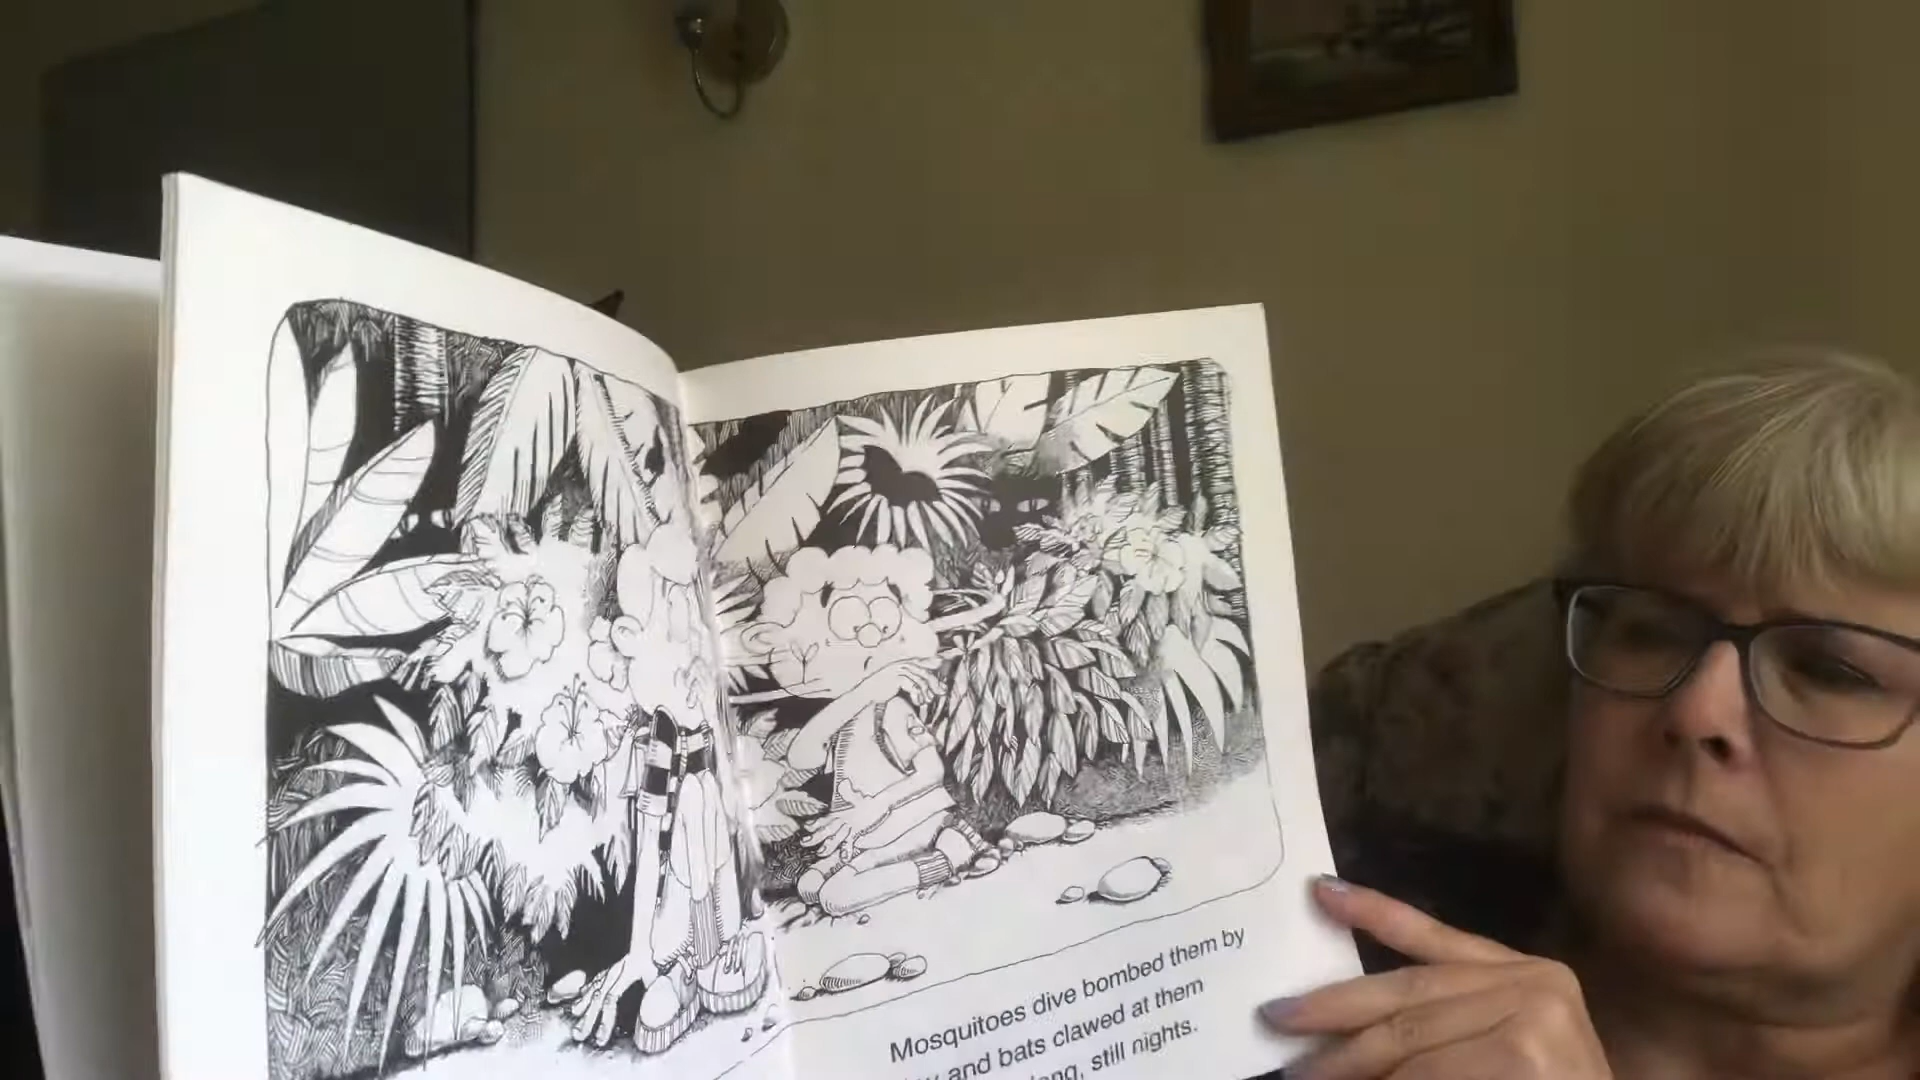 Mosquitoes dive bombed them by
and bats clawed at them
still nights.